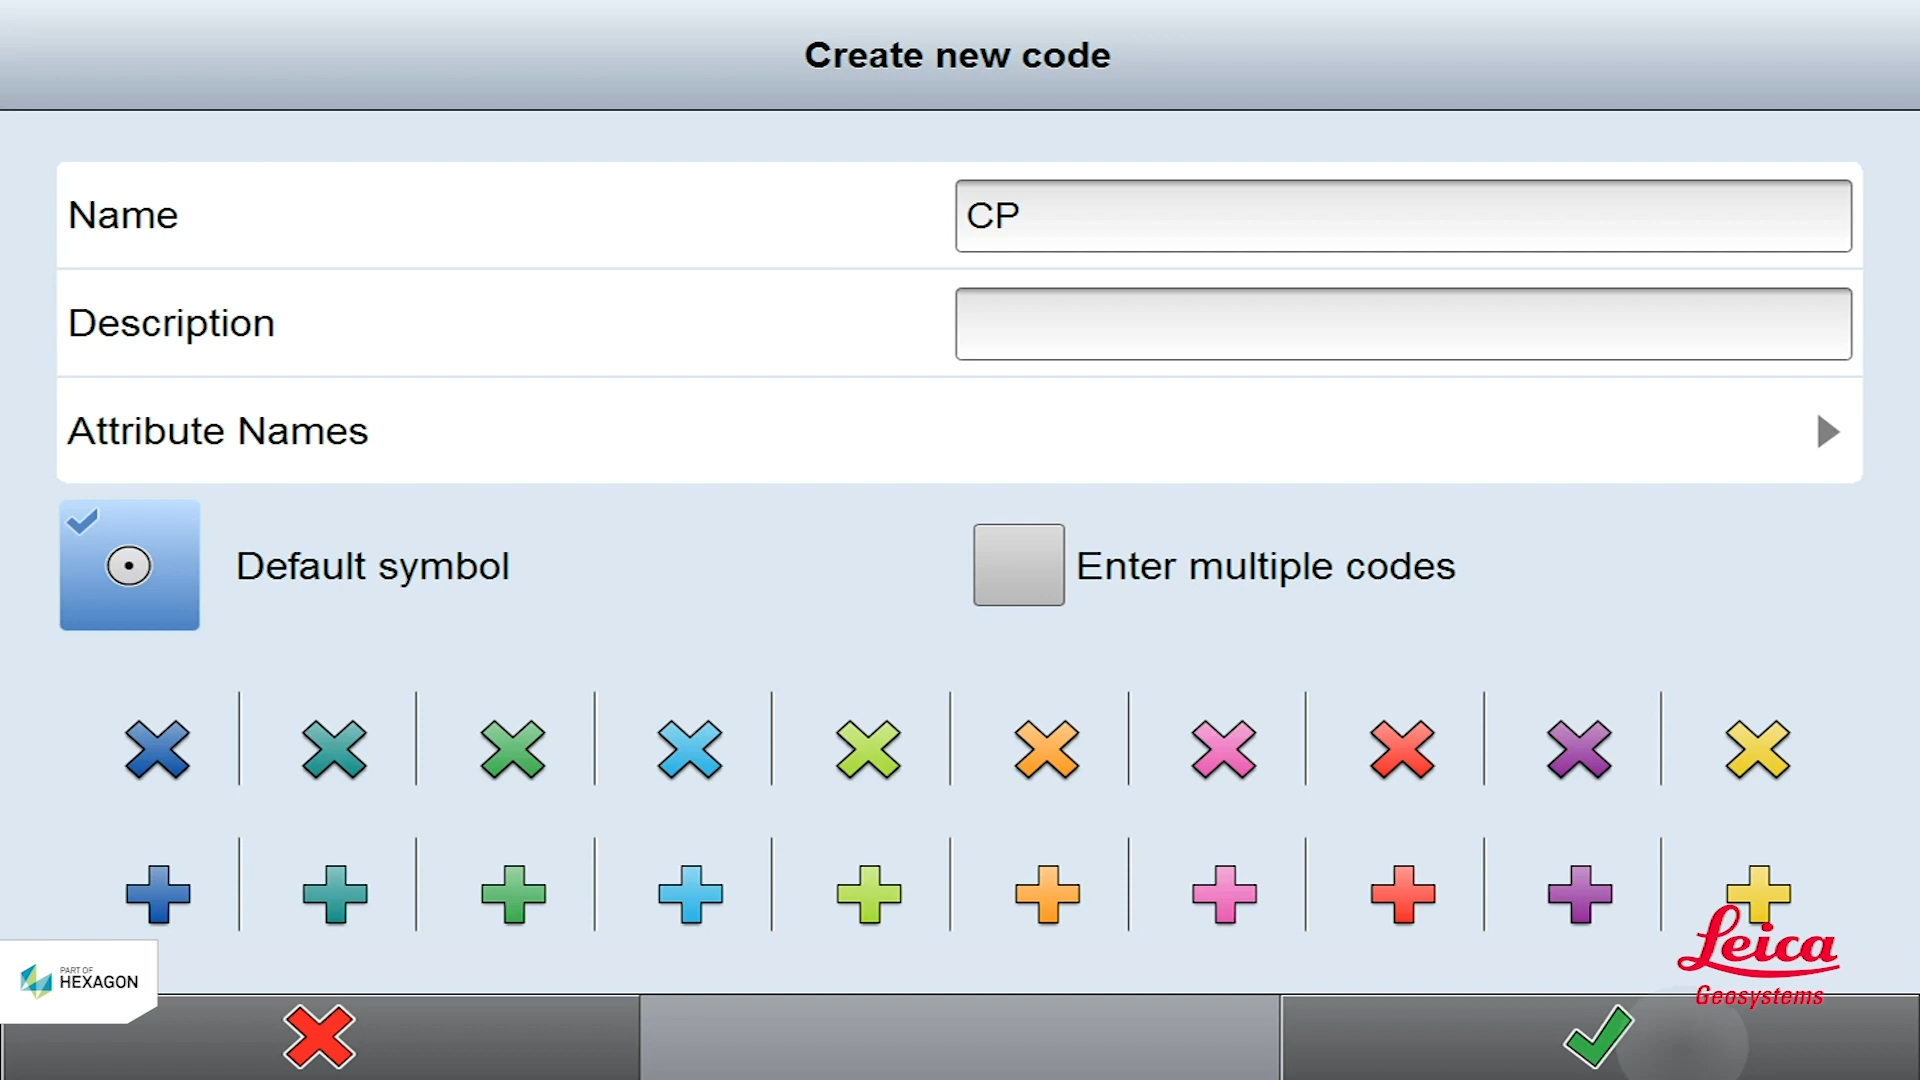 Create new code
Name
CP
Description
Attribute Names
Default symbol
Enter multiple codes
PART OF
HEXAGON
Leica
Geosystems